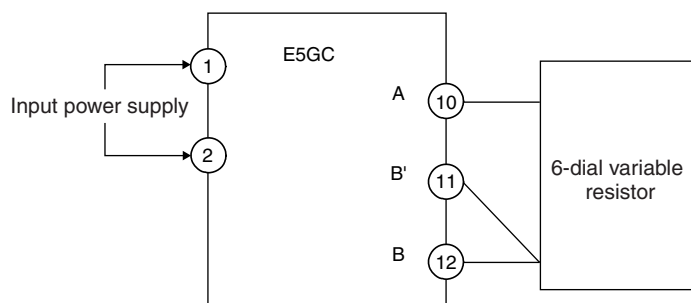 E5GC
1
Input power supply
2
A
10
B'
11
B
12
6-dial variable
resistor